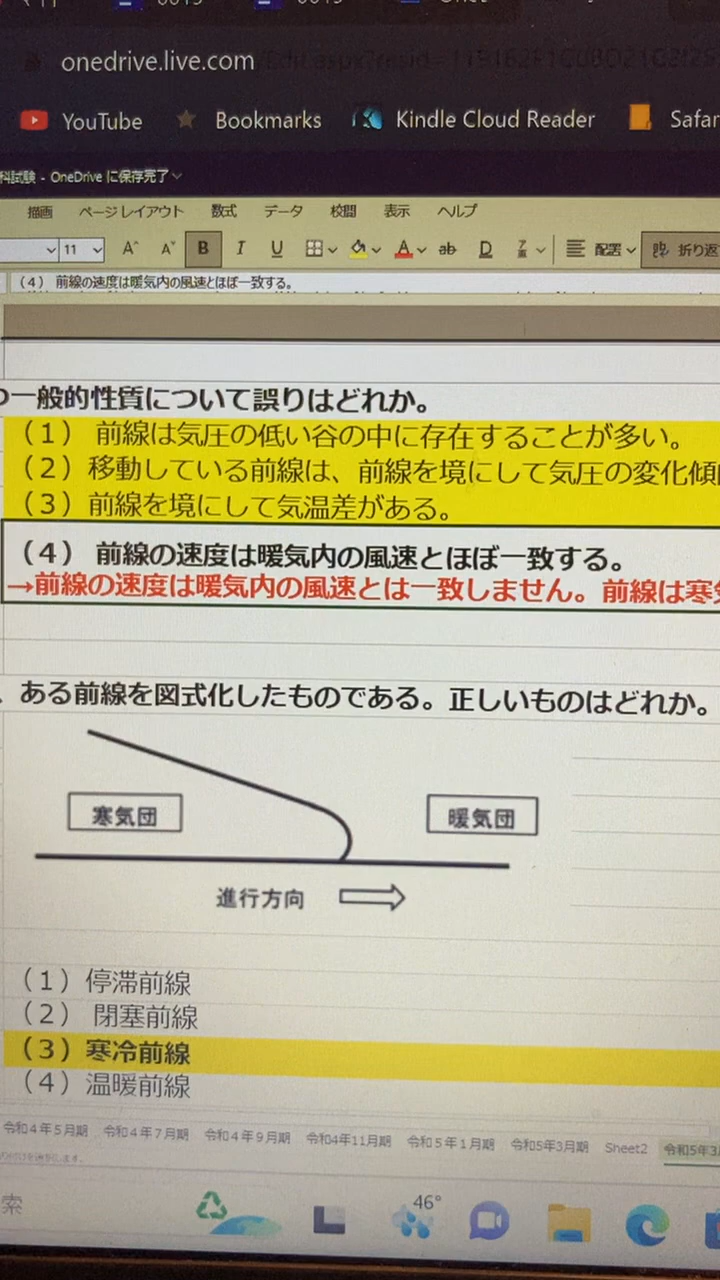 onedrive.live.com
YouTube Bookmarks Kindle Cloud Reader Safar
科試験 - OneDrive に保存完了
描画 ページ レイアウト 数式 データ 校閲 表示 ヘルプ
11 A^ A˅ B I U A ab D 配置 折り返
(４) 前線の速度は暖気内の風速とほぼ一致する。
一般的性質について誤りはどれか。
(１) 前線は気圧の低い谷の中に存在することが多い。
(２) 移動している前線は、前線を境にして気圧の変化傾
(３) 前線を境にして気温差がある。
(４) 前線の速度は暖気内の風速とほぼ一致する。
→前線の速度は暖気内の風速とは一致しません。前線は寒
、ある前線を図式化したものである。正しいものはどれか。
寒気団 暖気団
進行方向
(１) 停滞前線
(２) 閉塞前線
(３) 寒冷前線
(４) 温暖前線
令和４年５月期 令和４年７月期 令和４年９月期 令和4年11月期 令和５年１月期 令和5年3月期 Sheet2 令和5年3
索 46°